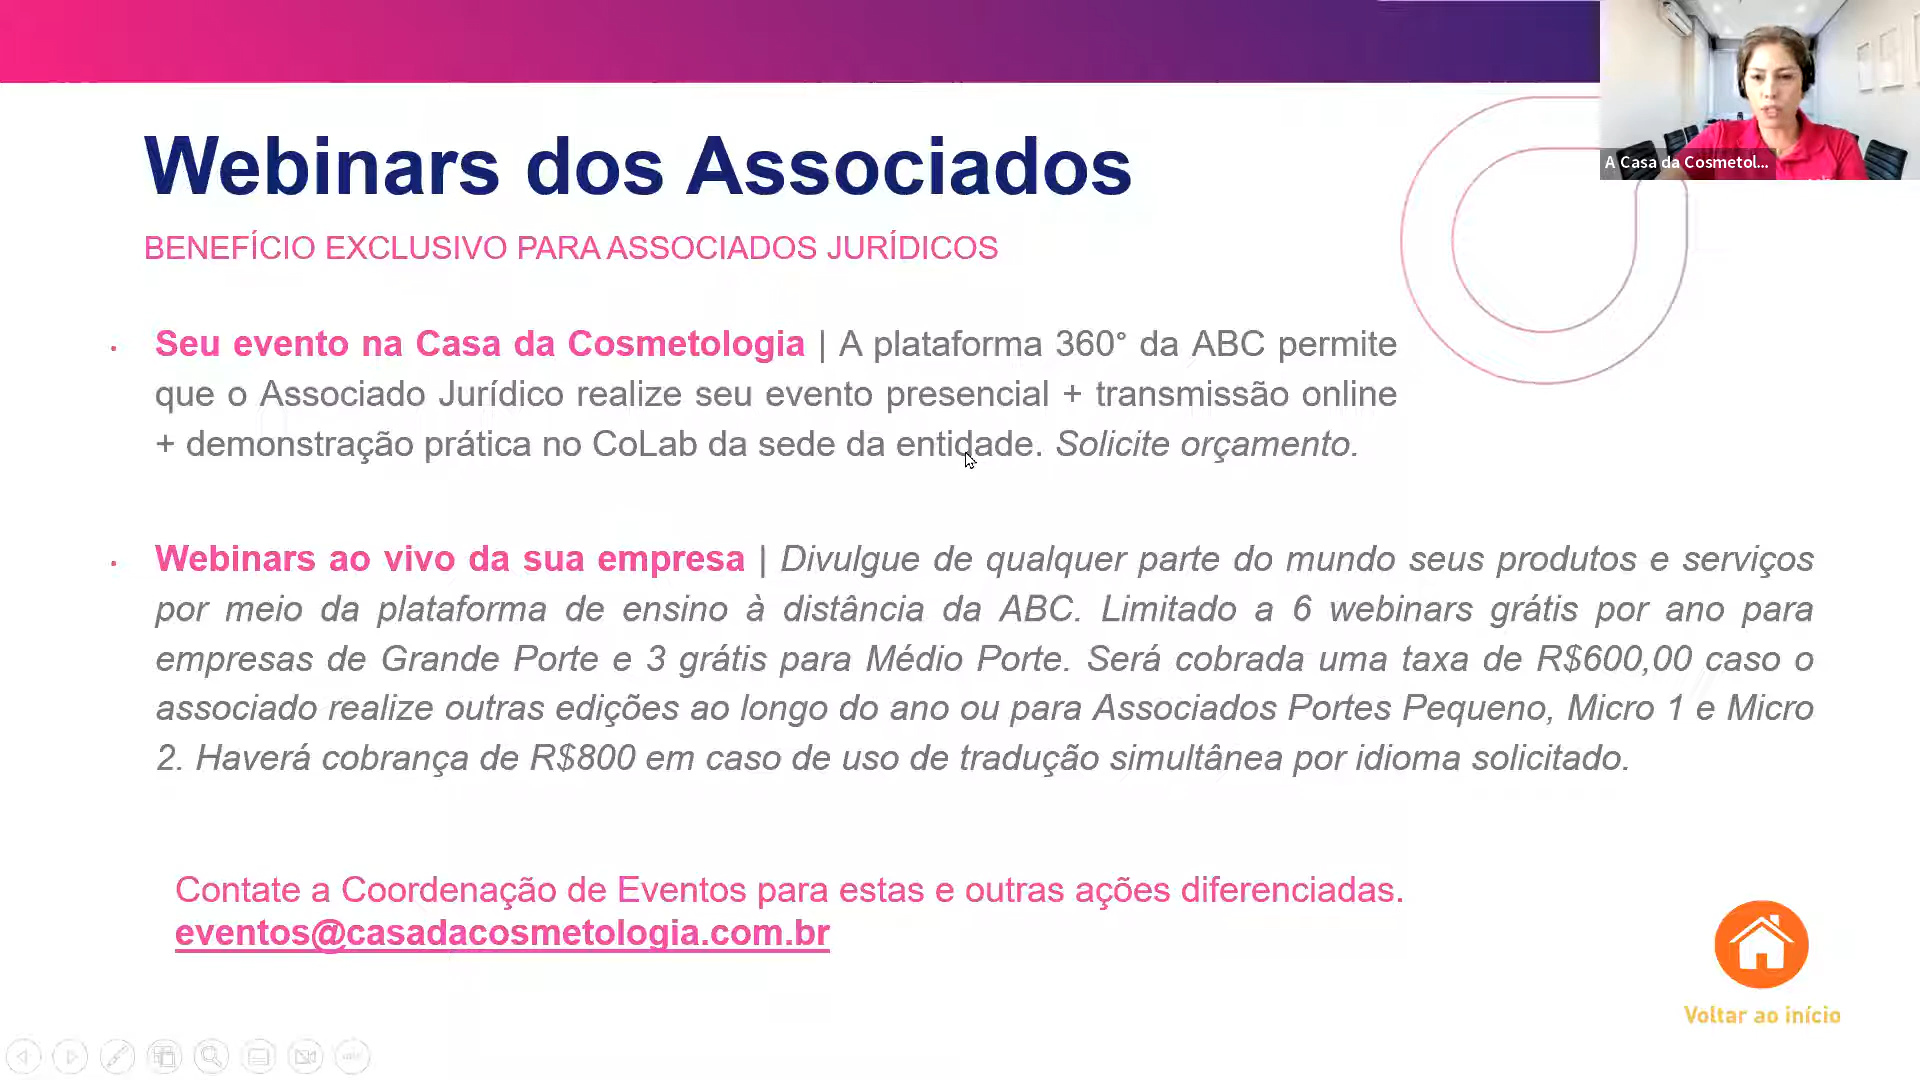 Webinars dos Associados
A Casa da Cosmetol...
BENEFÍCIO EXCLUSIVO PARA ASSOCIADOS JURÍDICOS
• Seu evento na Casa da Cosmetologia | A plataforma 360° da ABC permite
que o Associado Jurídico realize seu evento presencial + transmissão online
+ demonstração prática no CoLab da sede da entidade. Solicite orçamento.
• Webinars ao vivo da sua empresa | Divulgue de qualquer parte do mundo seus produtos e serviços
por meio da plataforma de ensino à distância da ABC. Limitado a 6 webinars grátis por ano para
empresas de Grande Porte e 3 grátis para Médio Porte. Será cobrada uma taxa de R$600,00 caso o
associado realize outras edições ao longo do ano ou para Associados Portes Pequeno, Micro 1 e Micro
2. Haverá cobrança de R$800 em caso de uso de tradução simultânea por idioma solicitado.
Contate a Coordenação de Eventos para estas e outras ações diferenciadas.
eventos@casadacosmetologia.com.br
Voltar ao início